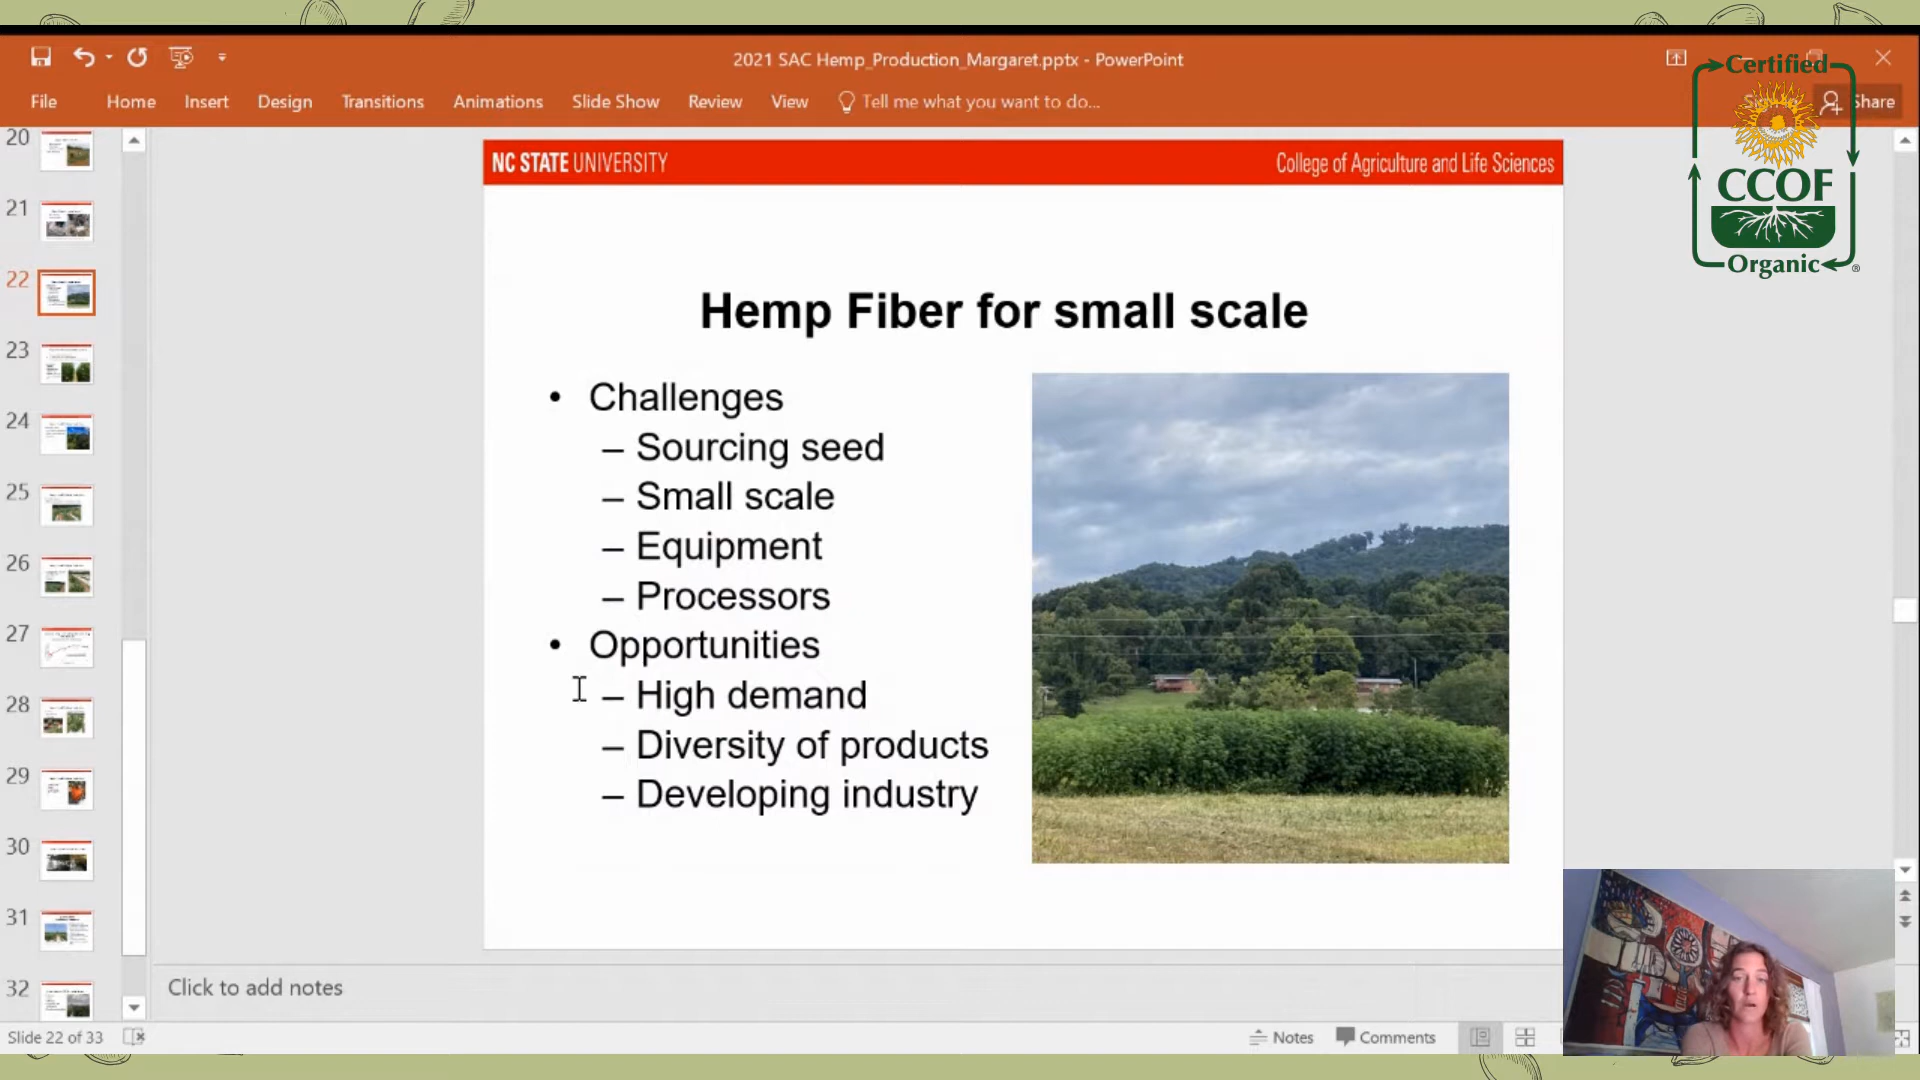 2021 SAC Hemp_Production_Margaret.pptx - PowerPoint
File Home Insert Design Transitions Animations Slide Show Review View Tell me what you want to do...
Share
Certified
CCOF
Organic
®
20
21
22
23
24
25
26
27
28
29
30
31
32
NC STATE UNIVERSITY
College of Agriculture and Life Sciences
Hemp Fiber for small scale
• Challenges
– Sourcing seed
– Small scale
– Equipment
– Processors
• Opportunities
– High demand
– Diversity of products
– Developing industry
Click to add notes
Slide 22 of 33
Notes
Comments